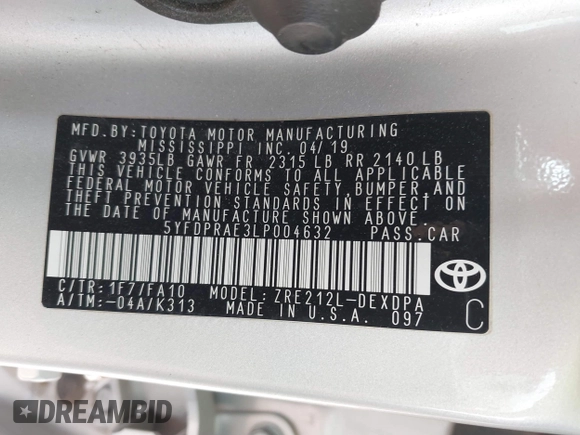 MFD.BY:TOYOTA MOTOR MANUFACTURING
MISSISSIPPI INC. 04/19
GVWR 3935LB GAWR FR 2315 LB RR 2140 LB
THIS VEHICLE CONFORMS TO ALL APPLICABLE
FEDERAL MOTOR VEHICLE SAFETY, BUMPER, AND
THEFT PREVENTION STANDARDS IN EFFECT ON
THE DATE OF MANUFACTURE SHOWN ABOVE.
5YFDPRAE3LP004632 PASS.CAR
C/TR:1F7/FA10 MODEL: ZRE212L-DEXDPA
A/TM:-04A/K313 MADE IN U.S.A. 097
C
DREAMBID